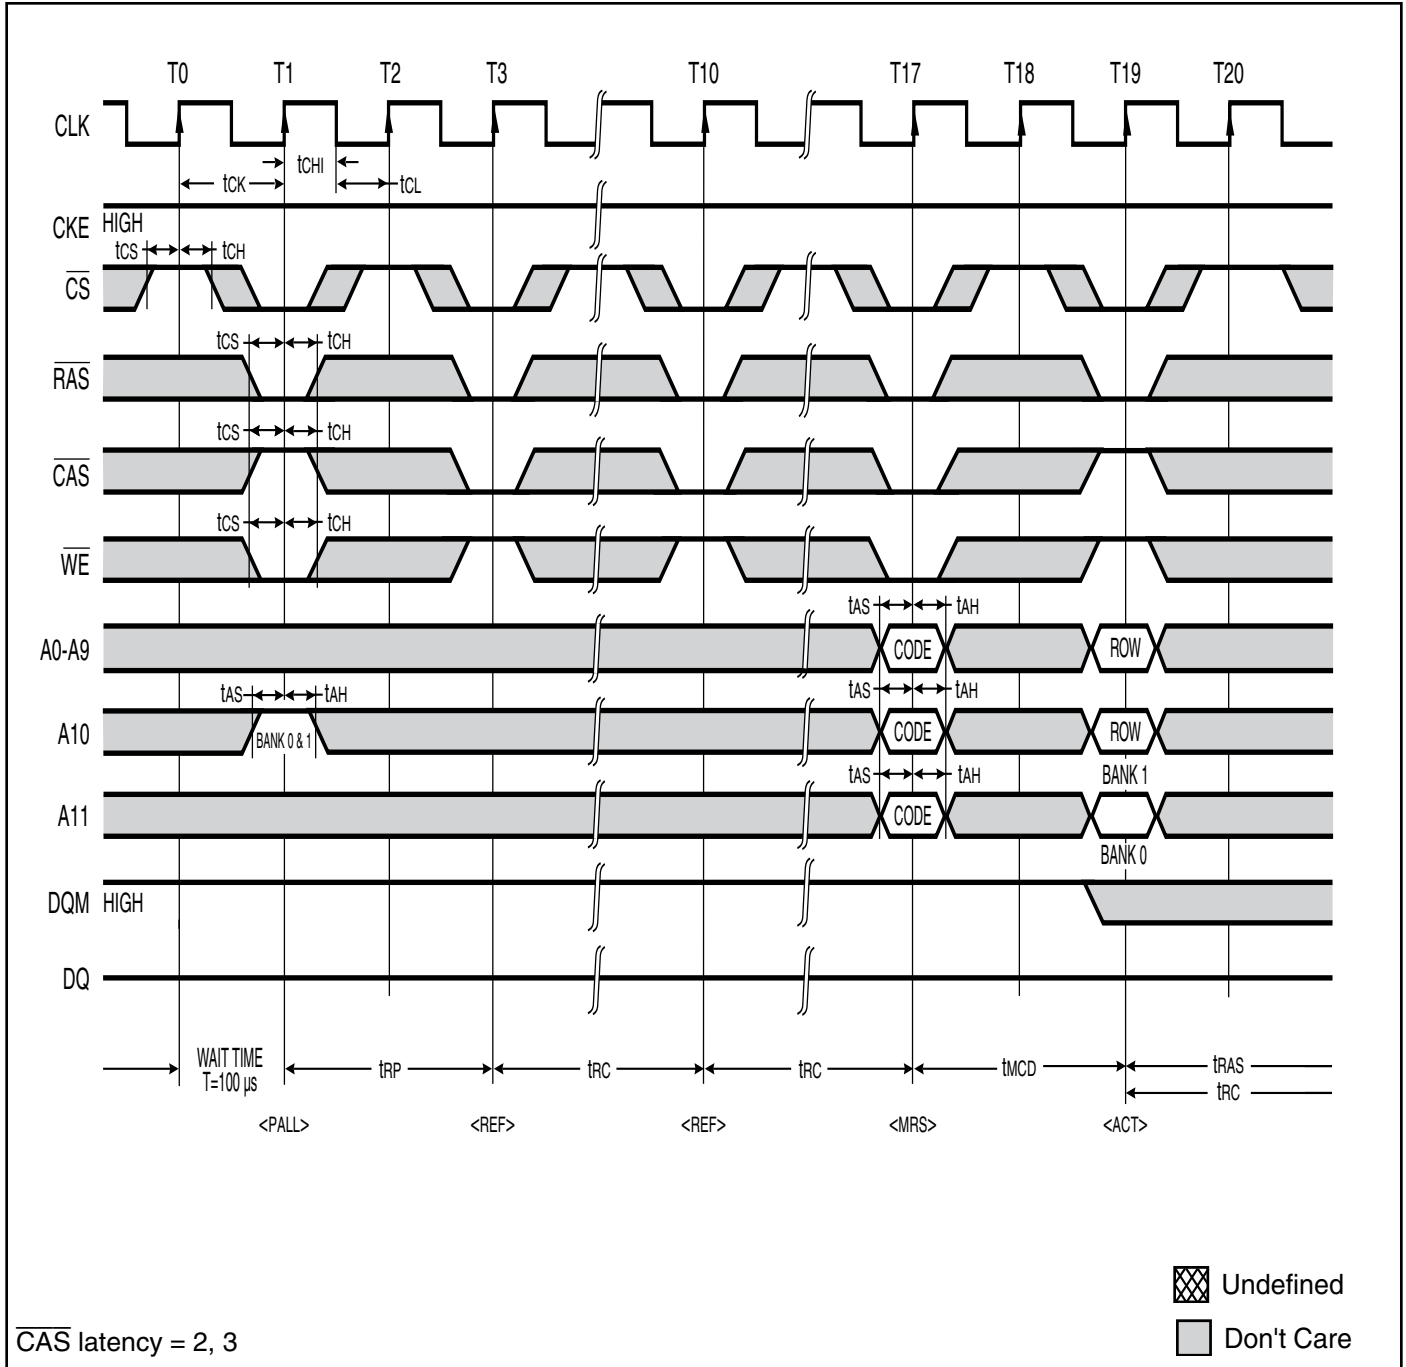 T0 T1 T2 T3 T10 T17 T18 T19 T20
CLK
tCHI
tCK tCL
CKE HIGH
tCS tCH
CS
tCS tCH
RAS
tCS tCH
CAS
tCS tCH
WE
tAS tAH
A0-A9 CODE ROW
tAS tAH tAS tAH
A10 BANK 0 & 1 CODE ROW
tAS tAH BANK 1
A11 CODE
BANK 0
DQM HIGH
DQ
WAIT TIME
T=100 µs
tRP tRC tRC tMCD tRAS
tRC
<PALL> <REF> <REF> <MRS> <ACT>
Undefined
CAS latency = 2, 3
Don't Care